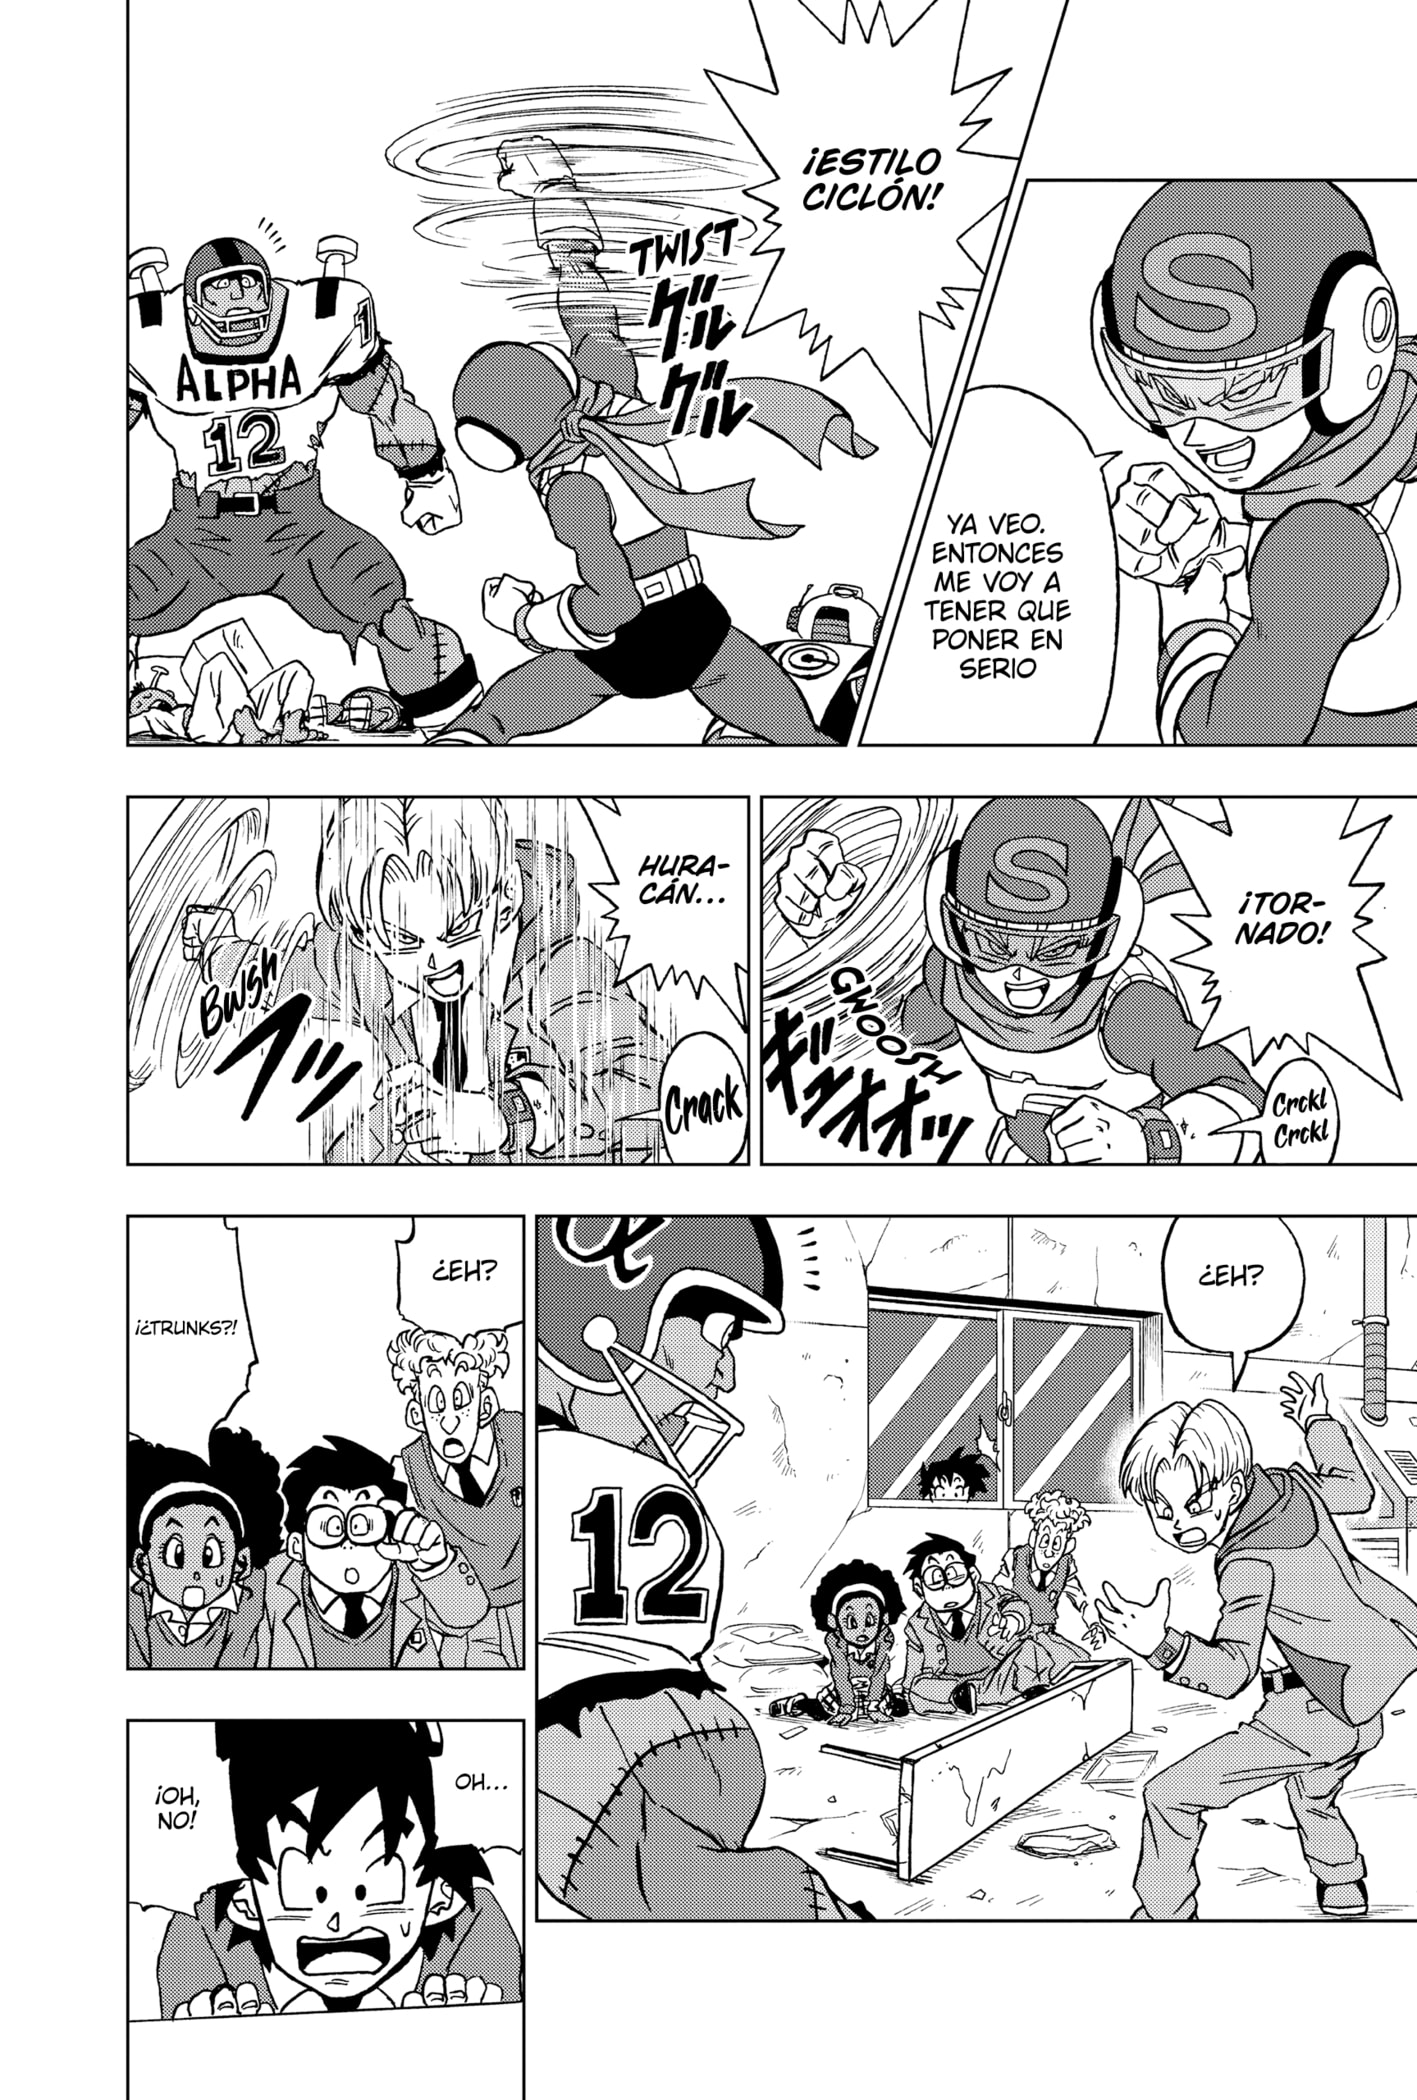 S
YA VEO.
ENTONCES
ME VOY A
TENER QUE
PONER EN
SERIO
¡ESTILO
CICLÓN!
TWIST
グル
グル
1
ALPHA
12
¡TOR-
NADO!
S
GWOOSH
ギュオオオッ
Crckl
Crckl
HURA-
CÁN...
Bwsh
フッ
Crack
¿EH?
α
12
¿EH?
¡¿TRUNKS?!
OH...
¡OH,
NO!